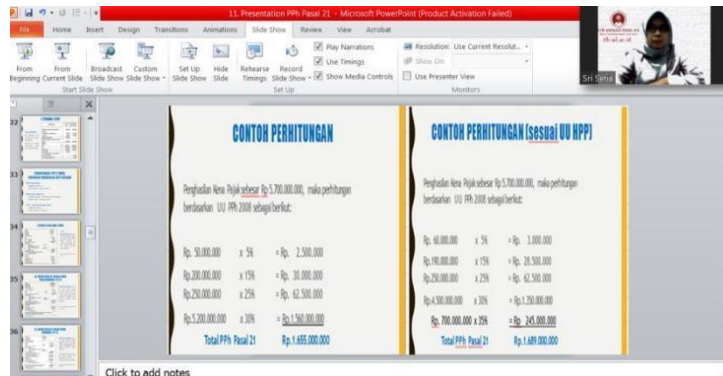 11. Presentation PPh Pasal 21 - Microsoft PowerPoint (Product Activation Failed)
File Home Insert Design Transitions Animations Slide Show Review View Acrobat
From Beginning
From Current Slide
Broadcast Slide Show
Custom Slide Show
Set Up Slide Show
Hide Slide
Rehearse Timings
Record Slide Show
Play Narrations
Use Timings
Show Media Controls
Resolution: Use Current Resolut...
Show On:
Use Presenter View
Start Slide Show
Set Up
Monitors
Sri Setia
32
33
34
35
36
CONTOH PERHITUNGAN
Penghasilan Kena Pajak sebesar Rp 5.700.000.000, maka perhitungan
berdasarkan UU PPh 2008 sebagai berikut:
Rp. 50.000.000 x 5% = Rp. 2.500.000
Rp.200.000.000 x 15% = Rp. 30.000.000
Rp.250.000.000 x 25% = Rp. 62.500.000
Rp.5.200.000.000 x 30% = Rp.1.560.000.000
Total PPh Pasal 21 Rp.1.655.000.000
CONTOH PERHITUNGAN (sesuai UU HPP)
Penghasilan Kena Pajak sebesar Rp 5.700.000.000, maka perhitungan
berdasarkan UU PPh 2008 sebagai berikut:
Rp. 60.000.000 x 5% = Rp. 3.000.000
Rp.190.000.000 x 15% = Rp. 28.500.000
Rp.250.000.000 x 25% = Rp. 62.500.000
Rp.4.500.000.000 x 30% = Rp.1.350.000.000
Rp. 700.000.000 x 35% = Rp. 245.000.000
Total PPh Pasal 21 Rp.1.689.000.000
Click to add notes